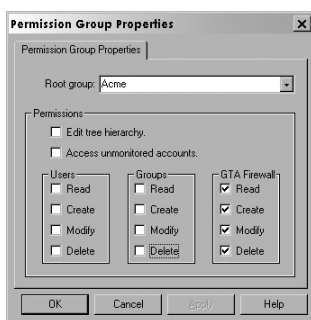 Permission Group Properties
Permission Group Properties
Root group: Acme
Permissions
Edit tree hierarchy.
Access unmonitored accounts.
Users Groups GTA Firewall
Read Read Read
Create Create Create
Modify Modify Modify
Delete Delete Delete
OK Cancel Apply Help